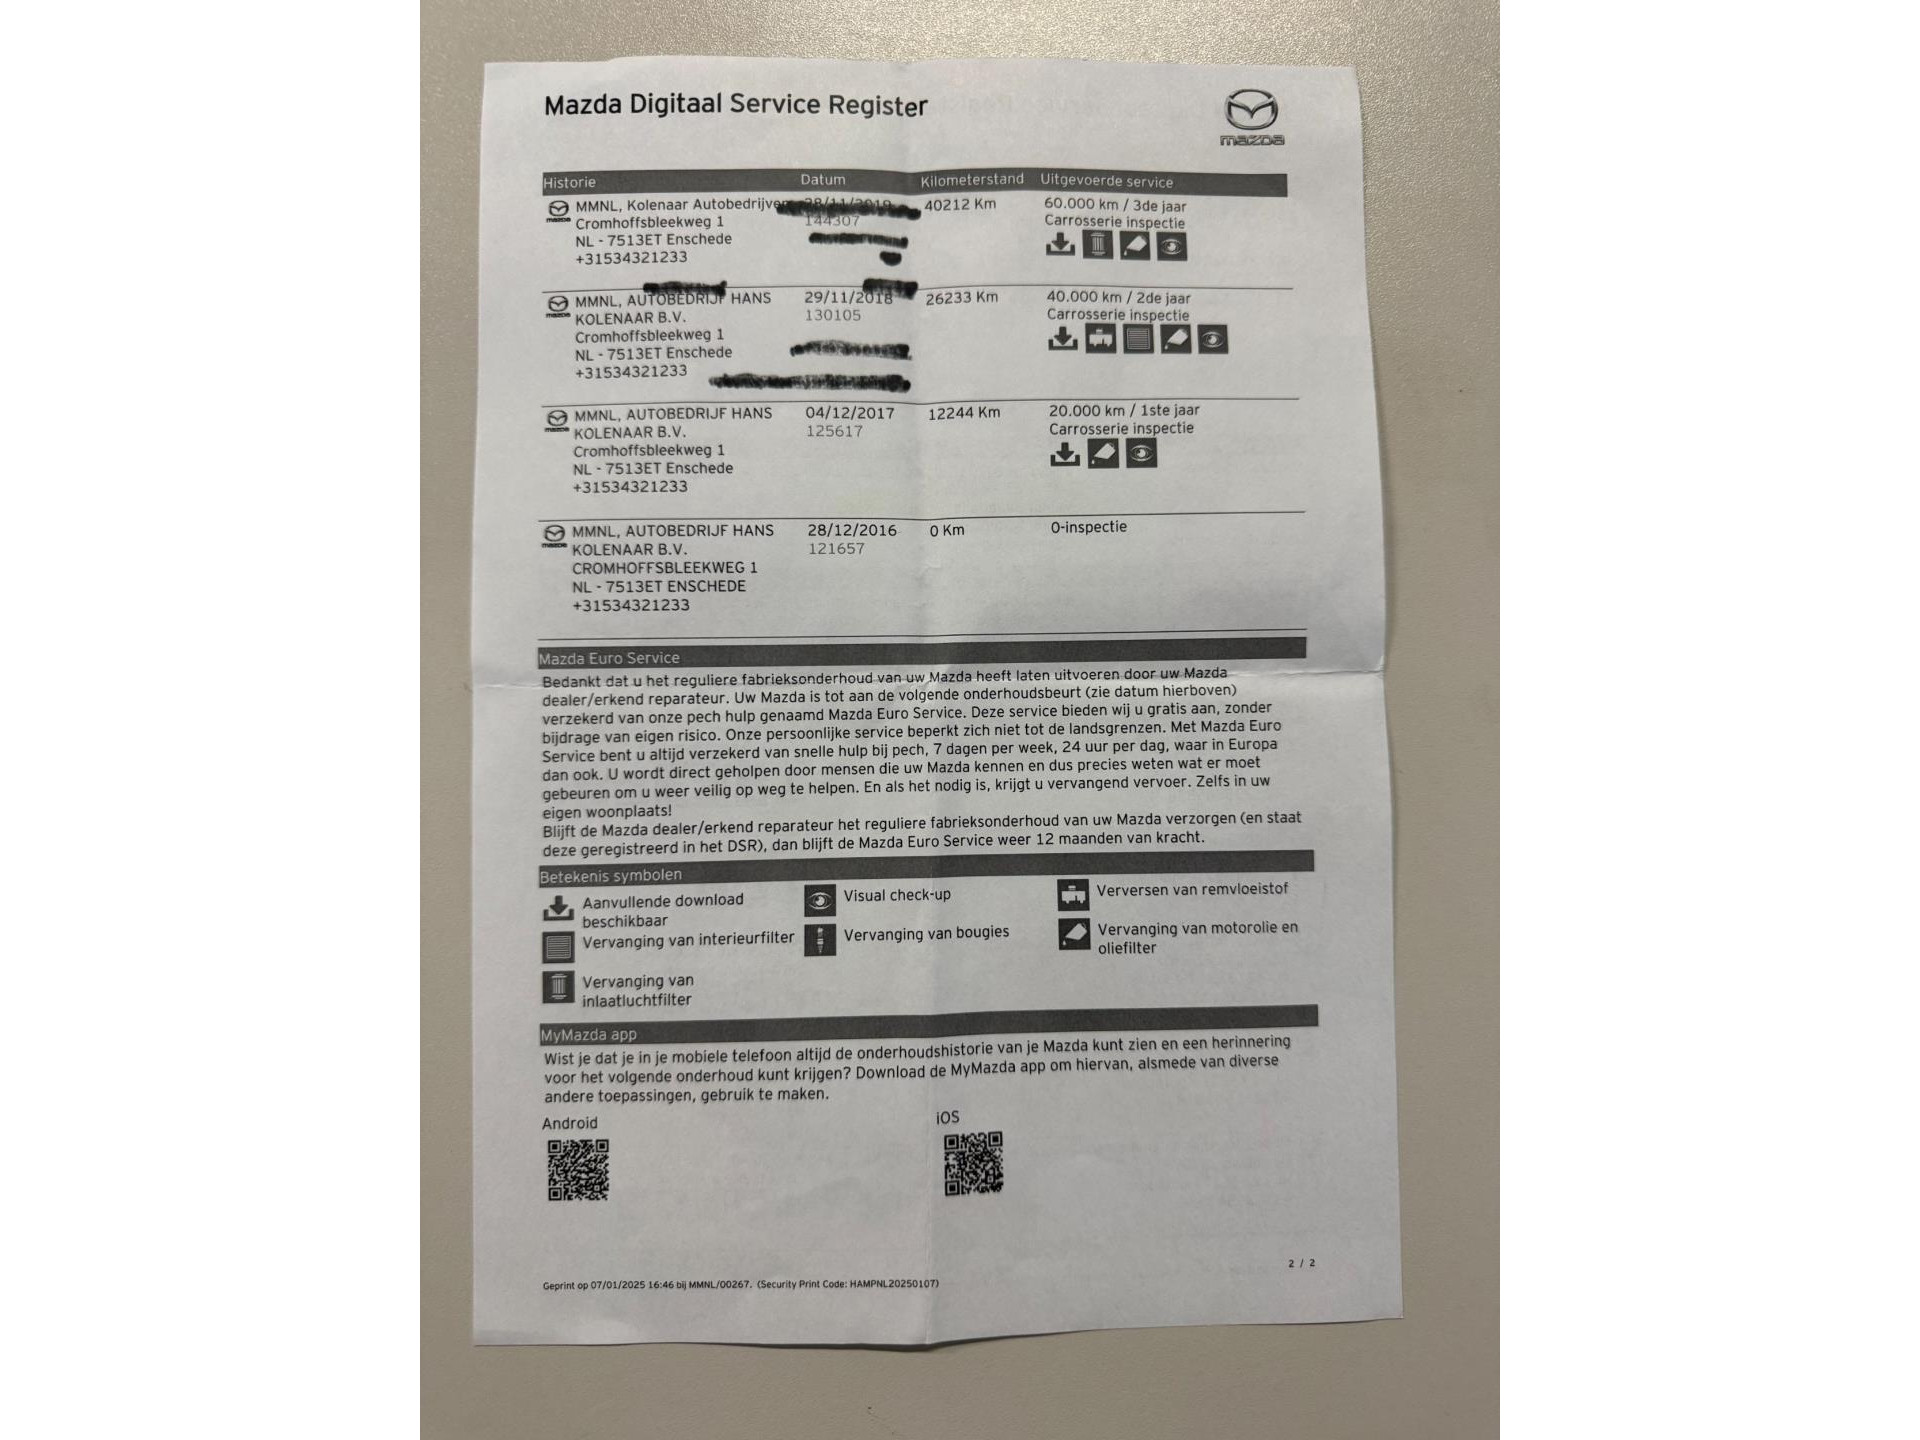 Mazda Digitaal Service Register
mazda
Historie Datum Kilometerstand Uitgevoerde service
mazda MMNL, Kolenaar Autobedrijven 28/11/2019 40212 Km 60.000 km / 3de jaar
Cromhoffsbleekweg 1 144307 Carrosserie inspectie
NL - 7513ET Enschede
+31534321233
mazda MMNL, AUTOBEDRIJF HANS 29/11/2018 26233 Km 40.000 km / 2de jaar
KOLENAAR B.V. 130105 Carrosserie inspectie
Cromhoffsbleekweg 1
NL - 7513ET Enschede
+31534321233
mazda MMNL, AUTOBEDRIJF HANS 04/12/2017 12244 Km 20.000 km / 1ste jaar
KOLENAAR B.V. 125617 Carrosserie inspectie
Cromhoffsbleekweg 1
NL - 7513ET Enschede
+31534321233
mazda MMNL, AUTOBEDRIJF HANS 28/12/2016 0 Km 0-inspectie
KOLENAAR B.V. 121657
CROMHOFFSBLEEKWEG 1
NL - 7513ET ENSCHEDE
+31534321233
Mazda Euro Service
Bedankt dat u het reguliere fabrieksonderhoud van uw Mazda heeft laten uitvoeren door uw Mazda
dealer/erkend reparateur. Uw Mazda is tot aan de volgende onderhoudsbeurt (zie datum hierboven)
verzekerd van onze pech hulp genaamd Mazda Euro Service. Deze service bieden wij u gratis aan, zonder
bijdrage van eigen risico. Onze persoonlijke service beperkt zich niet tot de landsgrenzen. Met Mazda Euro
Service bent u altijd verzekerd van snelle hulp bij pech, 7 dagen per week, 24 uur per dag, waar in Europa
dan ook. U wordt direct geholpen door mensen die uw Mazda kennen en dus precies weten wat er moet
gebeuren om u weer veilig op weg te helpen. En als het nodig is, krijgt u vervangend vervoer. Zelfs in uw
eigen woonplaats!
Blijft de Mazda dealer/erkend reparateur het reguliere fabrieksonderhoud van uw Mazda verzorgen (en staat
deze geregistreerd in het DSR), dan blijft de Mazda Euro Service weer 12 maanden van kracht.
Betekenis symbolen
Aanvullende download Visual check-up Verversen van remvloeistof
beschikbaar
Vervanging van interieurfilter Vervanging van bougies Vervanging van motorolie en
oliefilter
Vervanging van
inlaatluchtfilter
MyMazda app
Wist je dat je in je mobiele telefoon altijd de onderhoudshistorie van je Mazda kunt zien en een herinnering
voor het volgende onderhoud kunt krijgen? Download de MyMazda app om hiervan, alsmede van diverse
andere toepassingen, gebruik te maken.
Android iOS
2 / 2
Geprint op 07/01/2025 16:46 bij MMNL/00267. (Security Print Code: HAMPNL20250107)